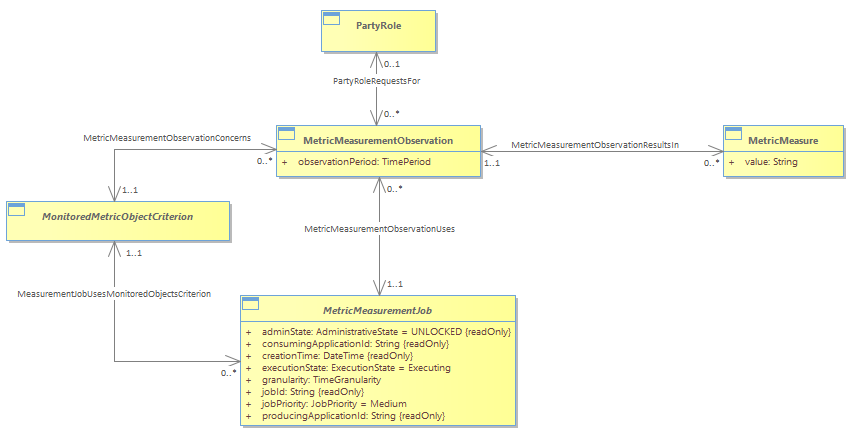 PartyRole
0..1
PartyRoleRequestsFor
0..*
MetricMeasurementObservationConcerns
0..*
MetricMeasurementObservation
+ observationPeriod: TimePeriod
MetricMeasurementObservationResultsIn
1..1
0..*
MetricMeasure
+ value: String
1..1
0..*
MonitoredMetricObjectCriterion
MetricMeasurementObservationUses
1..1
1..1
MeasurementJobUsesMonitoredObjectsCriterion
0..*
MetricMeasurementJob
+ adminState: AdministrativeState = UNLOCKED {readOnly}
+ consumingApplicationId: String {readOnly}
+ creationTime: DateTime {readOnly}
+ executionState: ExecutionState = Executing
+ granularity: TimeGranularity
+ jobId: String {readOnly}
+ jobPriority: JobPriority = Medium
+ producingApplicationId: String {readOnly}